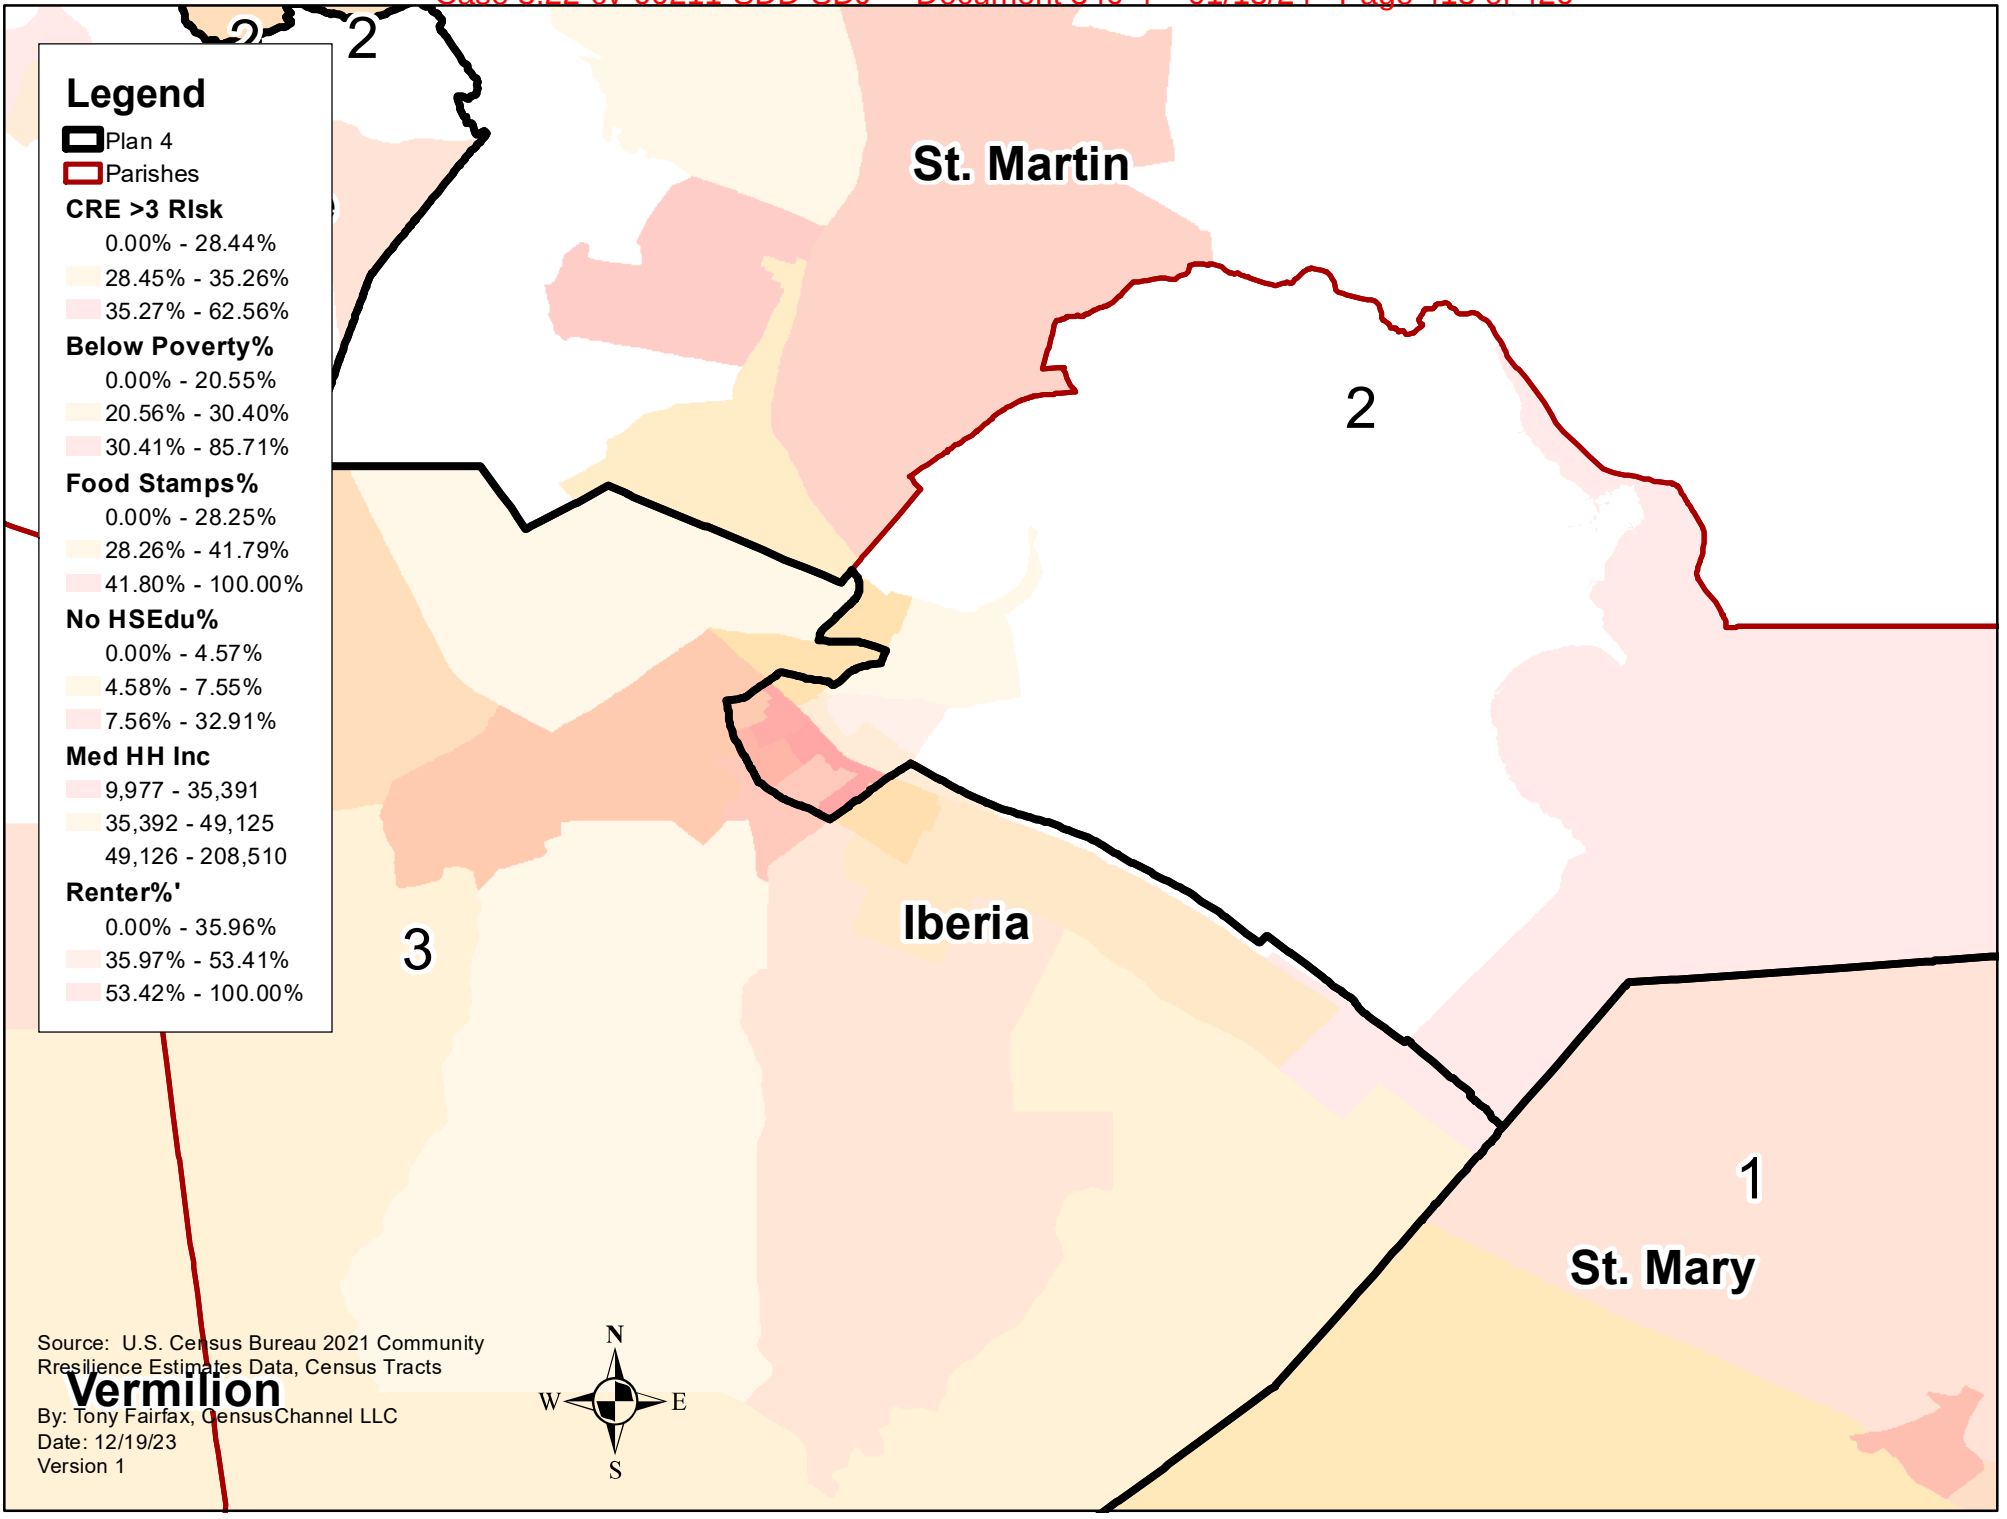 2
2
Legend
Plan 4
Parishes
CRE >3 RIsk
0.00% - 28.44%
28.45% - 35.26%
35.27% - 62.56%
Below Poverty%
0.00% - 20.55%
20.56% - 30.40%
30.41% - 85.71%
Food Stamps%
0.00% - 28.25%
28.26% - 41.79%
41.80% - 100.00%
No HSEdu%
0.00% - 4.57%
4.58% - 7.55%
7.56% - 32.91%
Med HH Inc
9,977 - 35,391
35,392 - 49,125
49,126 - 208,510
Renter%'
0.00% - 35.96%
35.97% - 53.41%
53.42% - 100.00%
St. Martin
2
Iberia
3
1
St. Mary
Vermilion
Source: U.S. Census Bureau 2021 Community
Rresilience Estimates Data, Census Tracts
By: Tony Fairfax, CensusChannel LLC
Date: 12/19/23
Version 1
N
W
E
S